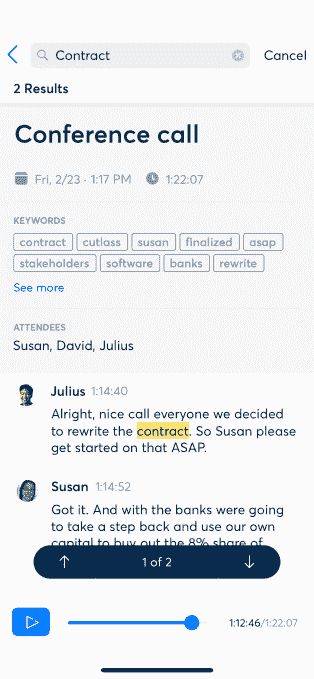 Contract
Cancel
2 Results
Conference call
Fri, 2/23 · 1:17 PM
1:22:07
KEYWORDS
contract cutlass susan finalized asap
stakeholders software banks rewrite
See more
ATTENDEES
Susan, David, Julius
Julius 1:14:40
Alright, nice call everyone we decided
to rewrite the contract. So Susan please
get started on that ASAP.
Susan 1:14:52
Got it. And with the banks were going
to take a step back and use our own
capital to buy out the 8% share of
1 of 2
1:12:46/1:22:07